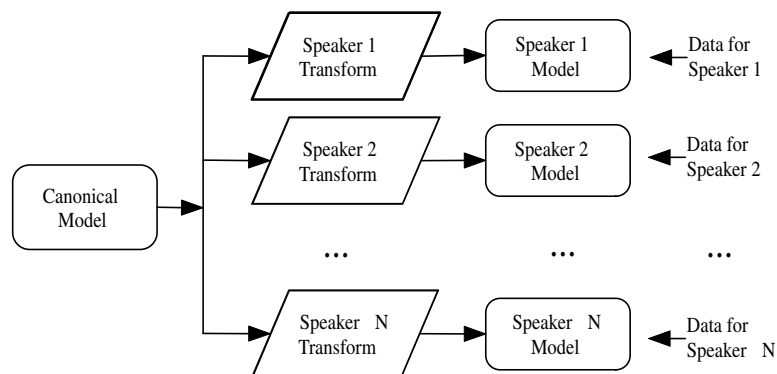 Speaker 1
Transform
Speaker 1
Model
Data for
Speaker 1
Speaker 2
Transform
Speaker 2
Model
Data for
Speaker 2
Canonical
Model
...
...
...
Speaker N
Transform
Speaker N
Model
Data for
Speaker N